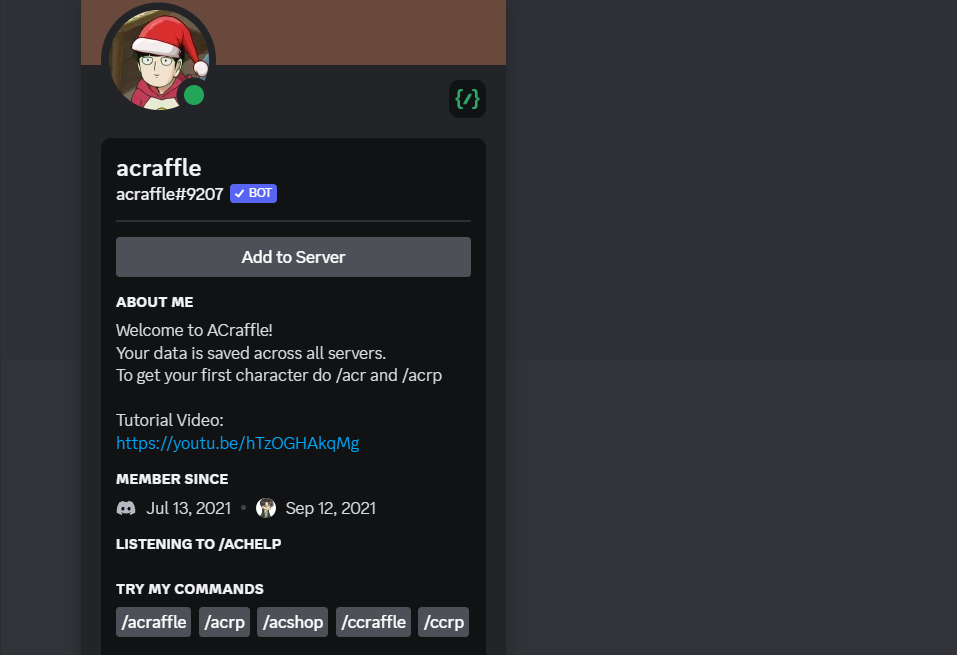 {/}
acraffle
acraffle#9207 ✓ BOT
Add to Server
ABOUT ME
Welcome to ACraffle!
Your data is saved across all servers.
To get your first character do /acr and /acrp
Tutorial Video:
https://youtu.be/hTzOGHAkqMg
MEMBER SINCE
Jul 13, 2021 • Sep 12, 2021
LISTENING TO /ACHELP
TRY MY COMMANDS
/acraffle /acrp /acshop /ccraffle /ccrp